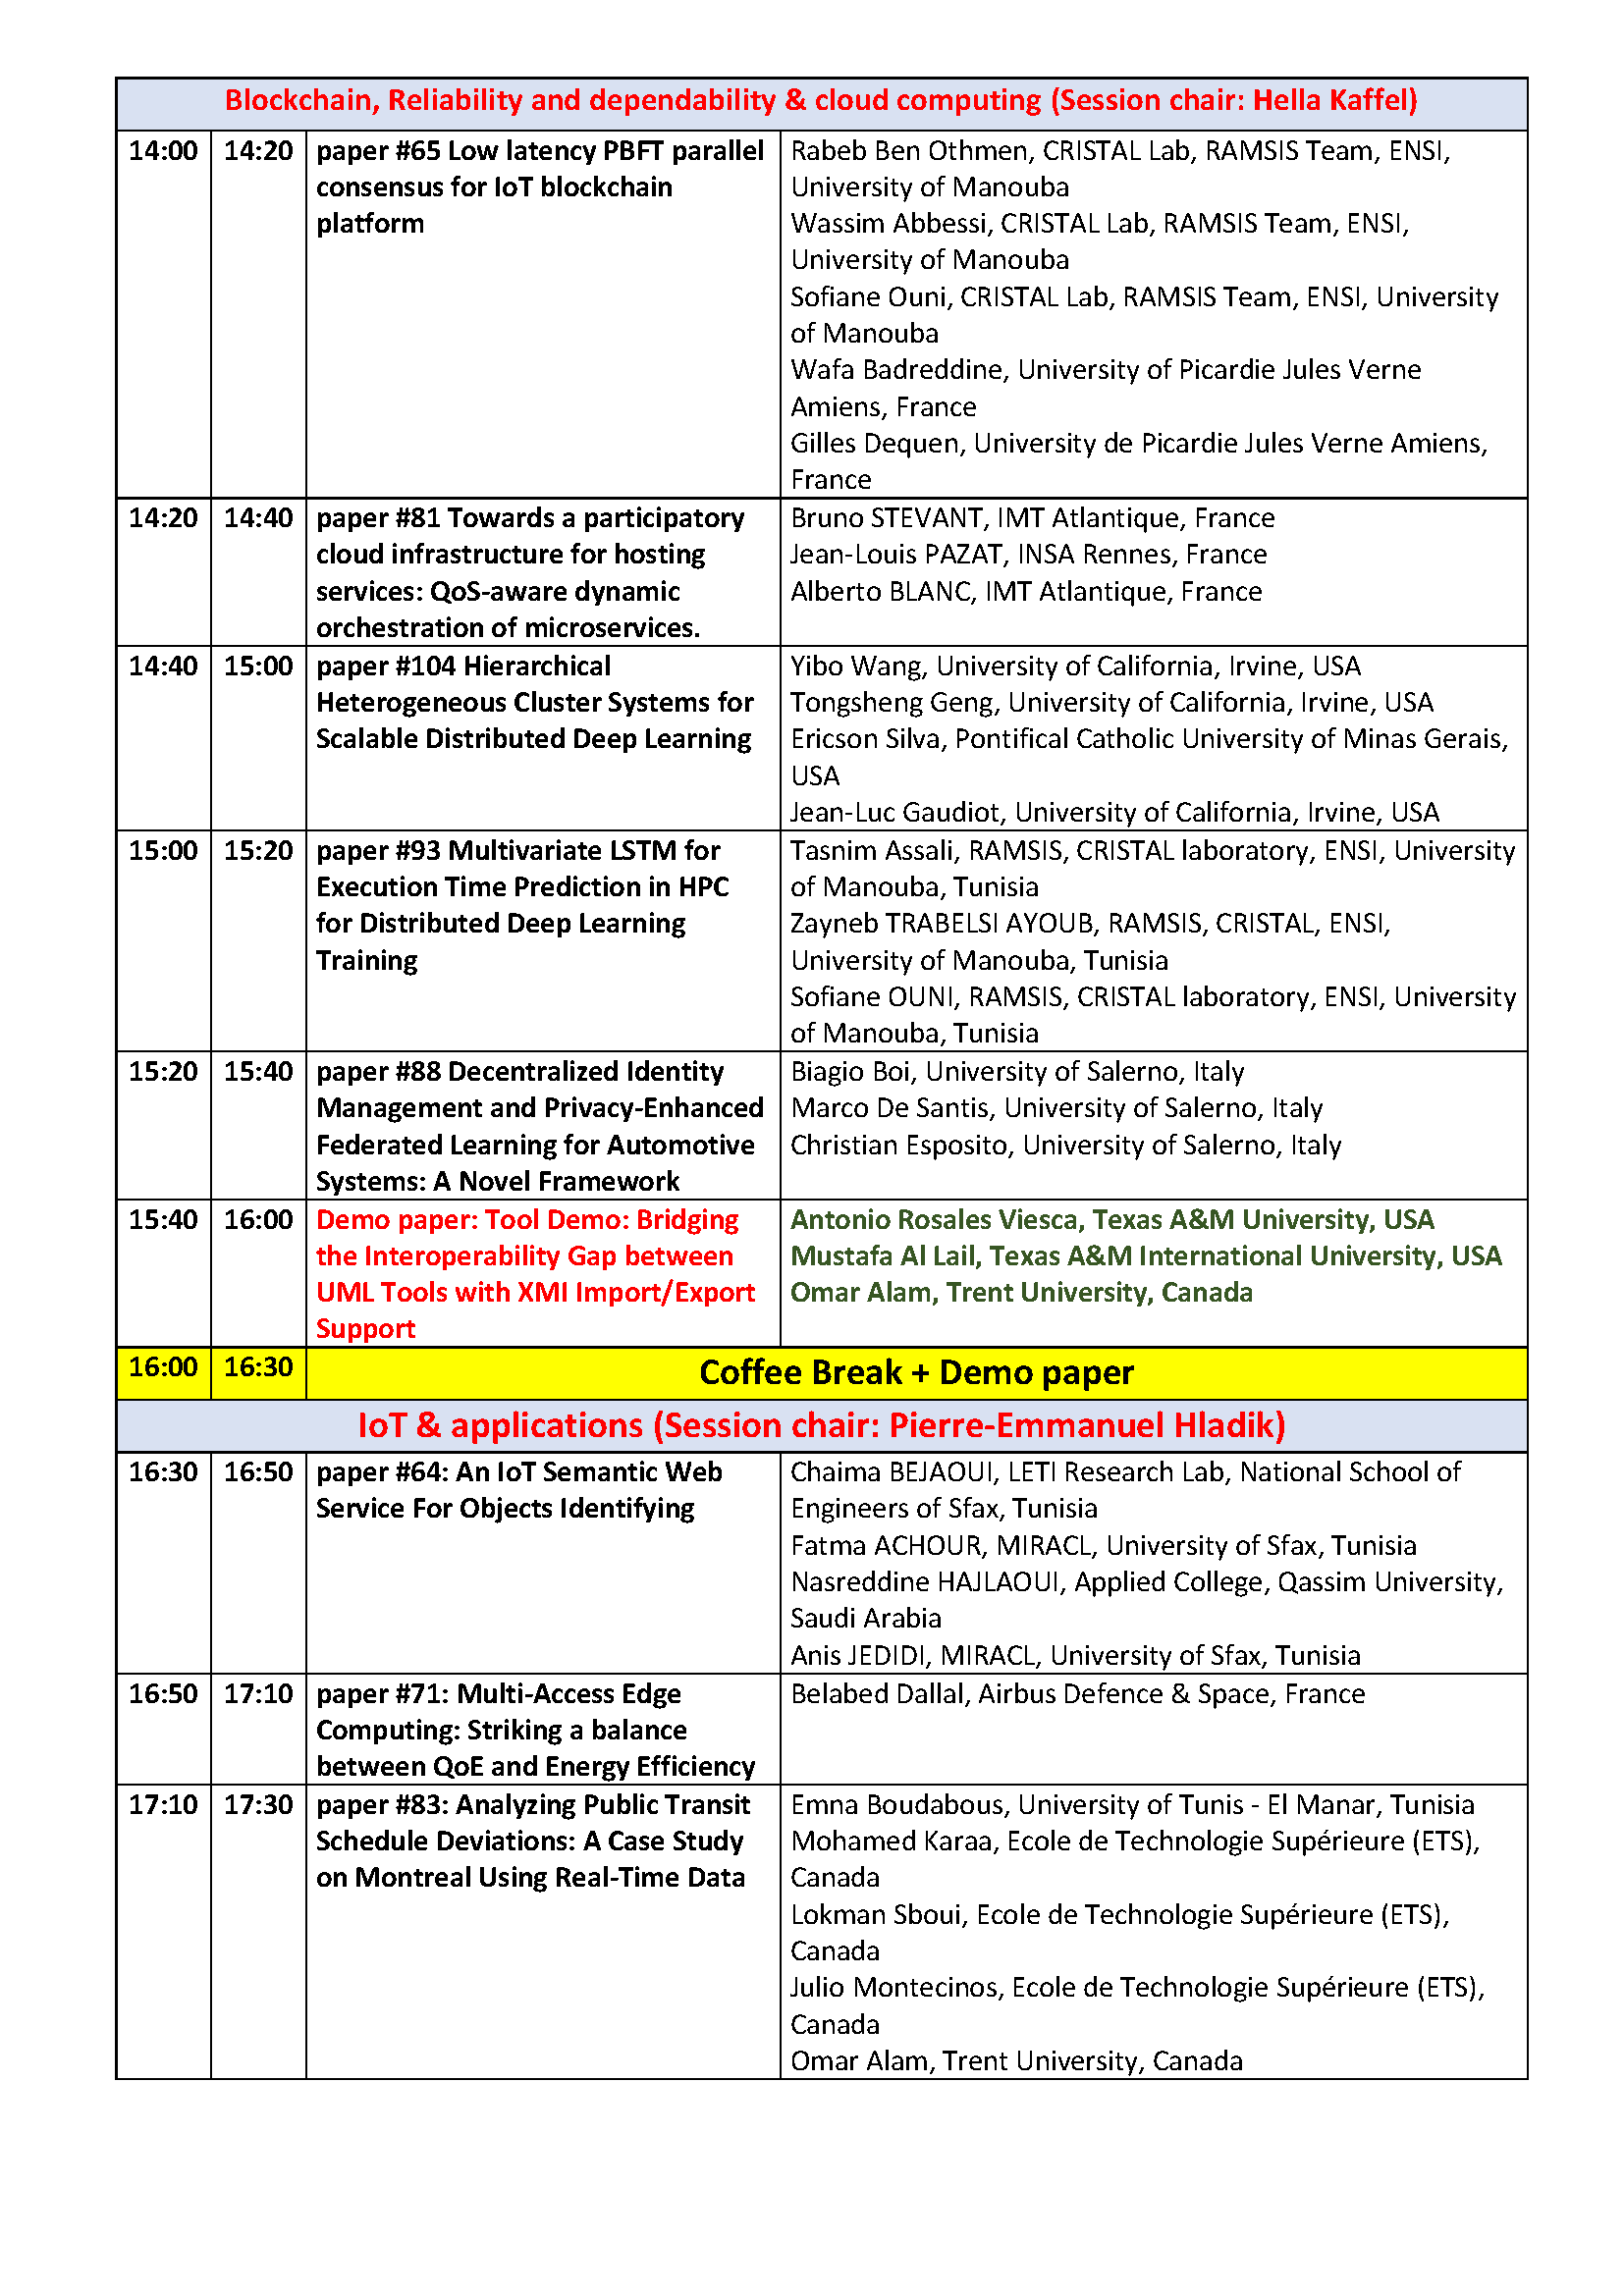 Blockchain, Reliability and dependability & cloud computing (Session chair: Hella Kaffel)
14:00 14:20 paper #65 Low latency PBFT parallel
consensus for IoT blockchain
platform
Rabeb Ben Othmen, CRISTAL Lab, RAMSIS Team, ENSI,
University of Manouba
Wassim Abbessi, CRISTAL Lab, RAMSIS Team, ENSI,
University of Manouba
Sofiane Ouni, CRISTAL Lab, RAMSIS Team, ENSI, University
of Manouba
Wafa Badreddine, University of Picardie Jules Verne
Amiens, France
Gilles Dequen, University de Picardie Jules Verne Amiens,
France
14:20 14:40 paper #81 Towards a participatory
cloud infrastructure for hosting
services: QoS-aware dynamic
orchestration of microservices.
Bruno STEVANT, IMT Atlantique, France
Jean-Louis PAZAT, INSA Rennes, France
Alberto BLANC, IMT Atlantique, France
14:40 15:00 paper #104 Hierarchical
Heterogeneous Cluster Systems for
Scalable Distributed Deep Learning
Yibo Wang, University of California, Irvine, USA
Tongsheng Geng, University of California, Irvine, USA
Ericson Silva, Pontifical Catholic University of Minas Gerais,
USA
Jean-Luc Gaudiot, University of California, Irvine, USA
15:00 15:20 paper #93 Multivariate LSTM for
Execution Time Prediction in HPC
for Distributed Deep Learning
Training
Tasnim Assali, RAMSIS, CRISTAL laboratory, ENSI, University
of Manouba, Tunisia
Zayneb TRABELSI AYOUB, RAMSIS, CRISTAL, ENSI,
University of Manouba, Tunisia
Sofiane OUNI, RAMSIS, CRISTAL laboratory, ENSI, University
of Manouba, Tunisia
15:20 15:40 paper #88 Decentralized Identity
Management and Privacy-Enhanced
Federated Learning for Automotive
Systems: A Novel Framework
Biagio Boi, University of Salerno, Italy
Marco De Santis, University of Salerno, Italy
Christian Esposito, University of Salerno, Italy
15:40 16:00 Demo paper: Tool Demo: Bridging
the Interoperability Gap between
UML Tools with XMI Import/Export
Support
Antonio Rosales Viesca, Texas A&M University, USA
Mustafa Al Lail, Texas A&M International University, USA
Omar Alam, Trent University, Canada
16:00 16:30 Coffee Break + Demo paper
IoT & applications (Session chair: Pierre-Emmanuel Hladik)
16:30 16:50 paper #64: An IoT Semantic Web
Service For Objects Identifying
Chaima BEJAOUI, LETI Research Lab, National School of
Engineers of Sfax, Tunisia
Fatma ACHOUR, MIRACL, University of Sfax, Tunisia
Nasreddine HAJLAOUI, Applied College, Qassim University,
Saudi Arabia
Anis JEDIDI, MIRACL, University of Sfax, Tunisia
16:50 17:10 paper #71: Multi-Access Edge
Computing: Striking a balance
between QoE and Energy Efficiency
Belabed Dallal, Airbus Defence & Space, France
17:10 17:30 paper #83: Analyzing Public Transit
Schedule Deviations: A Case Study
on Montreal Using Real-Time Data
Emna Boudabous, University of Tunis - El Manar, Tunisia
Mohamed Karaa, Ecole de Technologie Supérieure (ETS),
Canada
Lokman Sboui, Ecole de Technologie Supérieure (ETS),
Canada
Julio Montecinos, Ecole de Technologie Supérieure (ETS),
Canada
Omar Alam, Trent University, Canada